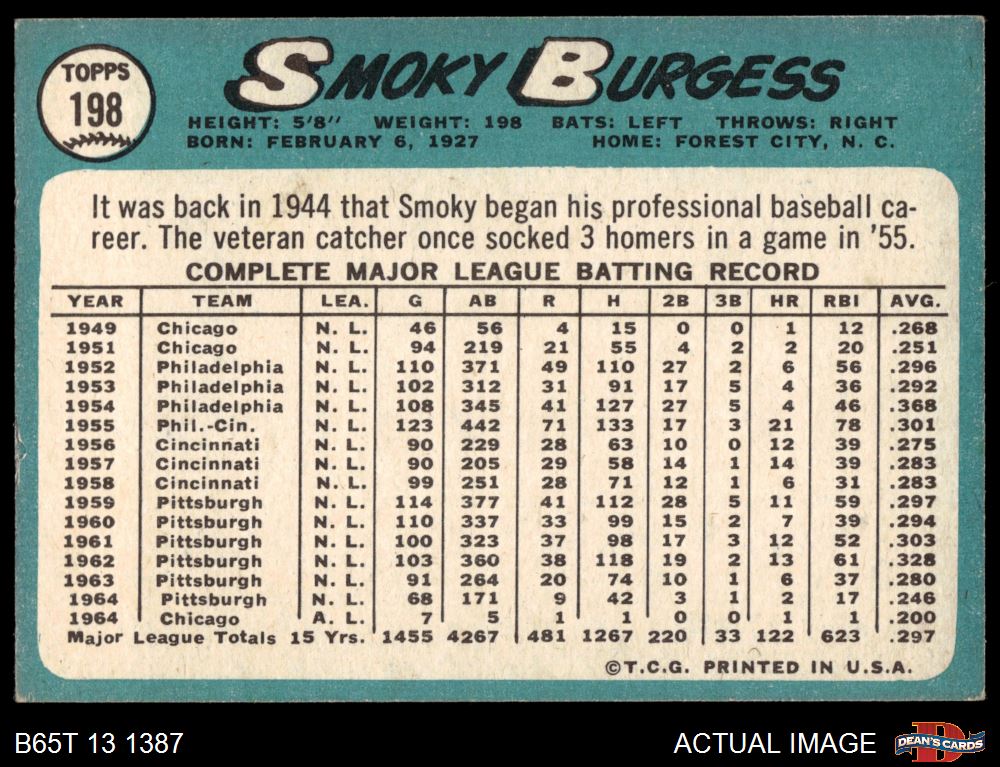 TOPPS
198
SMOKY BURGESS
HEIGHT: 5'8" WEIGHT: 198 BATS: LEFT THROWS: RIGHT
BORN: FEBRUARY 6, 1927 HOME: FOREST CITY, N. C.
It was back in 1944 that Smoky began his professional baseball ca-
reer. The veteran catcher once socked 3 homers in a game in '55.
COMPLETE MAJOR LEAGUE BATTING RECORD
YEAR TEAM LEA. G AB R H 2B 3B HR RBI AVG.
1949 Chicago N. L. 46 56 4 15 0 0 1 12 .268
1951 Chicago N. L. 94 219 21 55 4 2 2 20 .251
1952 Philadelphia N. L. 110 371 49 110 27 2 6 56 .296
1953 Philadelphia N. L. 102 312 31 91 17 5 4 36 .292
1954 Philadelphia N. L. 108 345 41 127 27 5 4 46 .368
1955 Phil.-Cin. N. L. 123 442 71 133 17 3 21 78 .301
1956 Cincinnati N. L. 90 229 28 63 10 0 12 39 .275
1957 Cincinnati N. L. 90 205 29 58 14 1 14 39 .283
1958 Cincinnati N. L. 99 251 28 71 12 1 6 31 .283
1959 Pittsburgh N. L. 114 377 41 112 28 5 11 59 .297
1960 Pittsburgh N. L. 110 337 33 99 15 2 7 39 .294
1961 Pittsburgh N. L. 100 323 37 98 17 3 12 52 .303
1962 Pittsburgh N. L. 103 360 38 118 19 2 13 61 .328
1963 Pittsburgh N. L. 91 264 20 74 10 1 6 37 .280
1964 Pittsburgh N. L. 68 171 9 42 3 1 2 17 .246
1964 Chicago A. L. 7 5 1 1 0 0 1 1 .200
Major League Totals 15 Yrs. 1455 4267 481 1267 220 33 122 623 .297
©T.C.G. PRINTED IN U.S.A.
B65T 13 1387 ACTUAL IMAGE DEAN'S CARDS